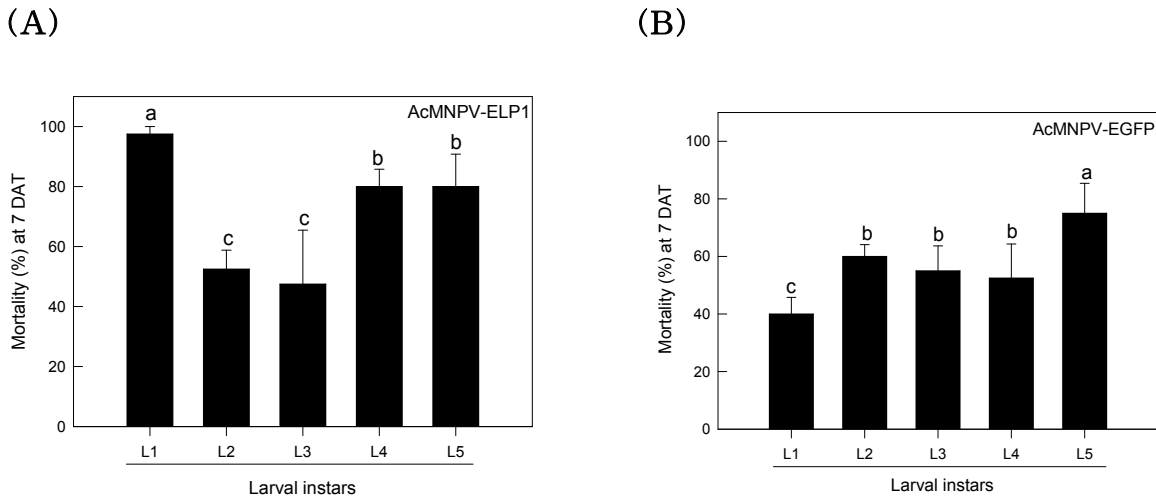 (A)
AcMNPV-ELP1
Mortality (%) at 7 DAT
100
80
60
40
20
0
a
c
c
b
b
L1 L2 L3 L4 L5
Larval instars
(B)
AcMNPV-EGFP
Mortality (%) at 7 DAT
100
80
60
40
20
0
c
b
b
b
a
L1 L2 L3 L4 L5
Larval instars